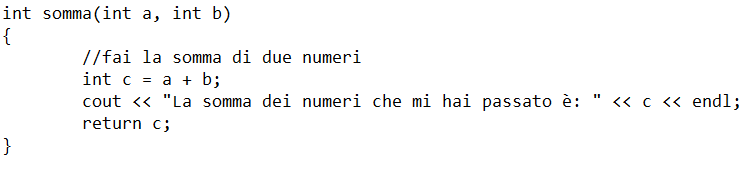 int somma(int a, int b)
{
        //fai la somma di due numeri
        int c = a + b;
        cout << "La somma dei numeri che mi hai passato è: " << c << endl;
        return c;
}